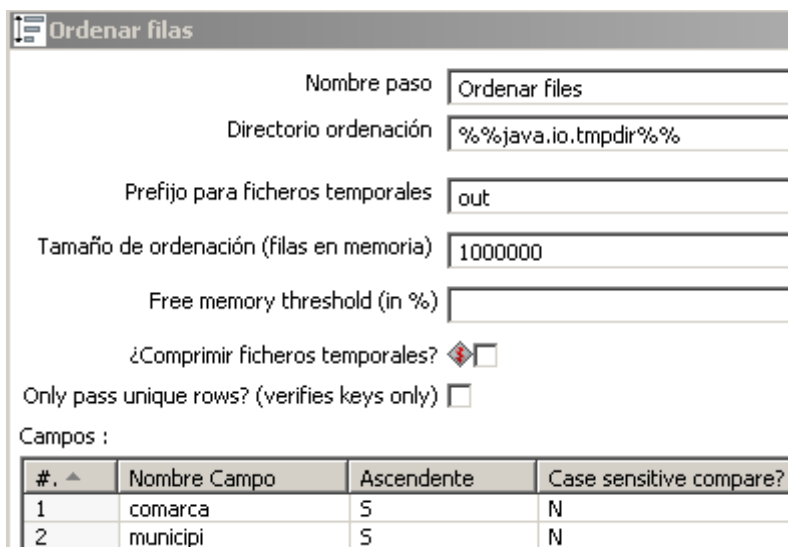 Ordenar filas
Nombre paso Ordenar files
Directorio ordenación %%java.io.tmpdir%%
Prefijo para ficheros temporales out
Tamaño de ordenación (filas en memoria) 1000000
Free memory threshold (in %)
¿Comprimir ficheros temporales?
Only pass unique rows? (verifies keys only)
Campos :
#. Nombre Campo Ascendente Case sensitive compare?
1 comarca S N
2 municipi S N